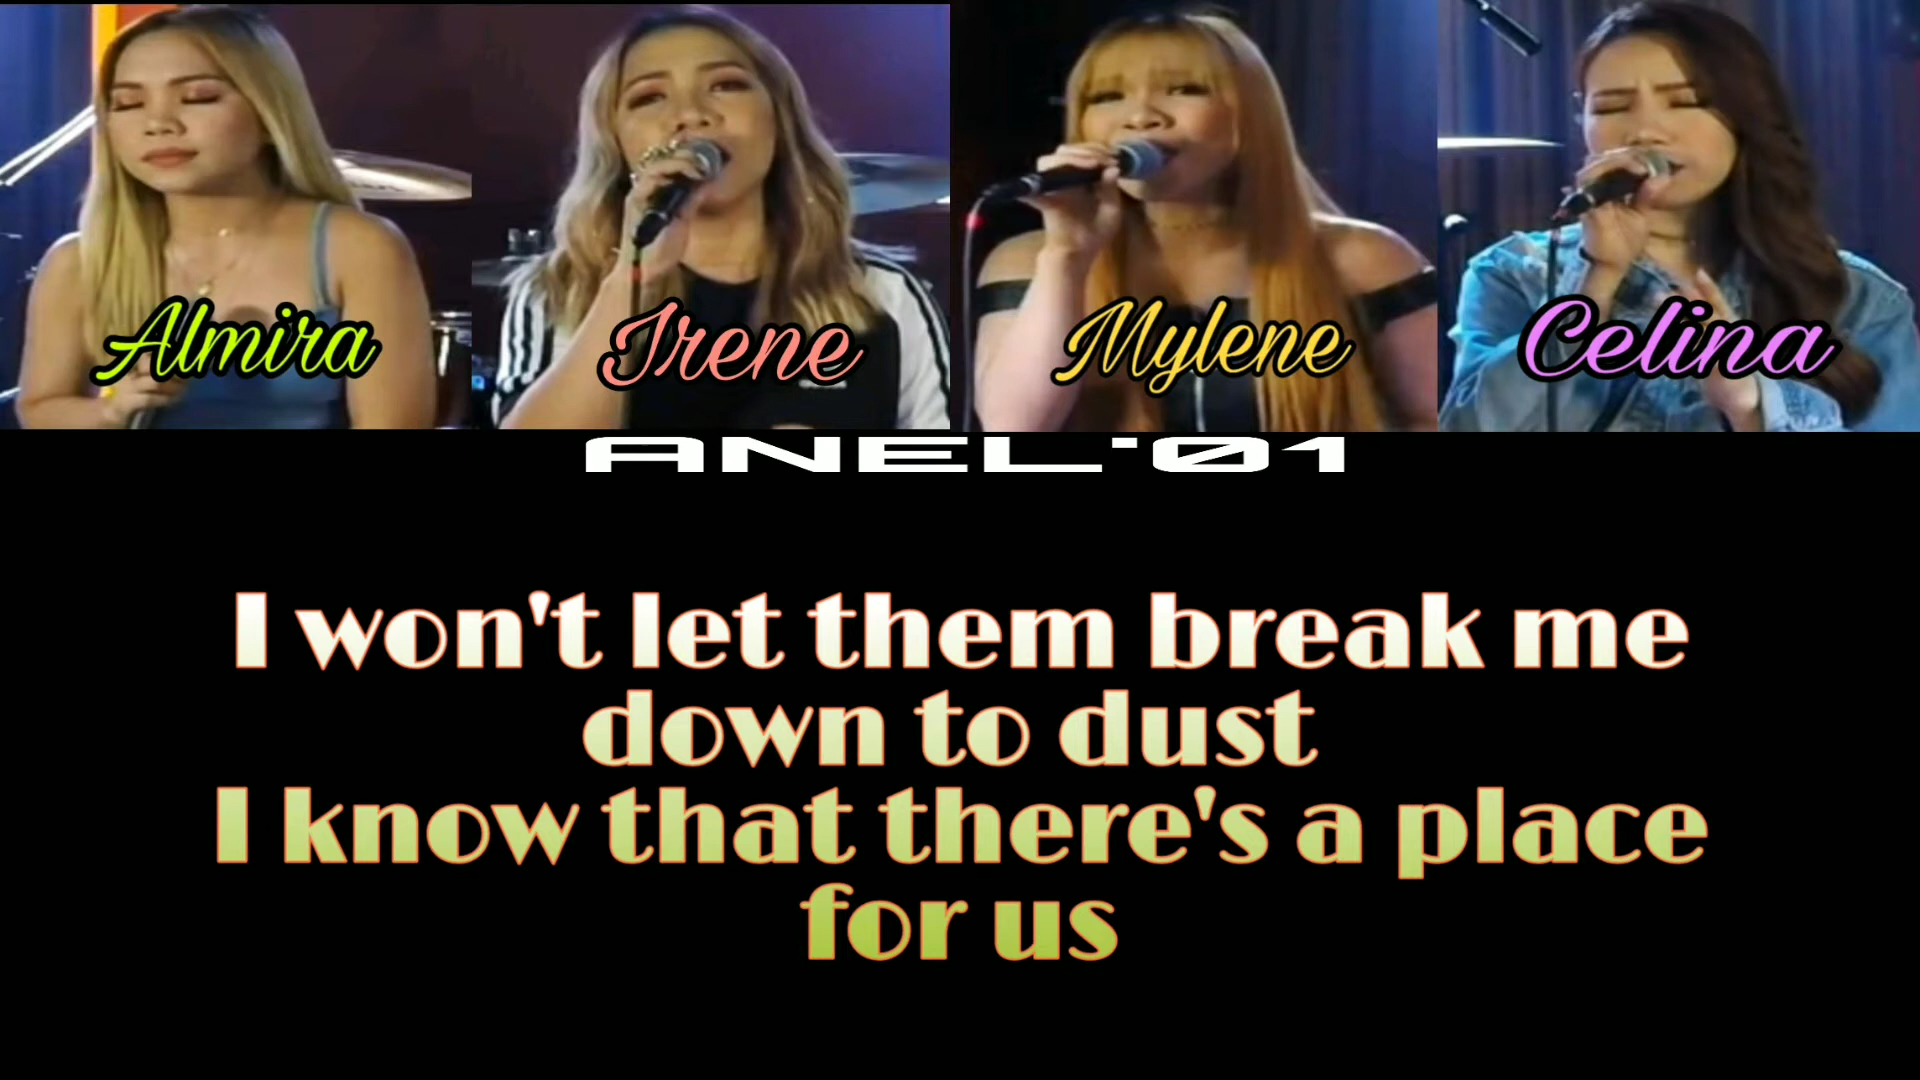 Almira
Irene
Mylene
Celina
ANEL'01
I won't let them break me
down to dust
I know that there's a place
for us